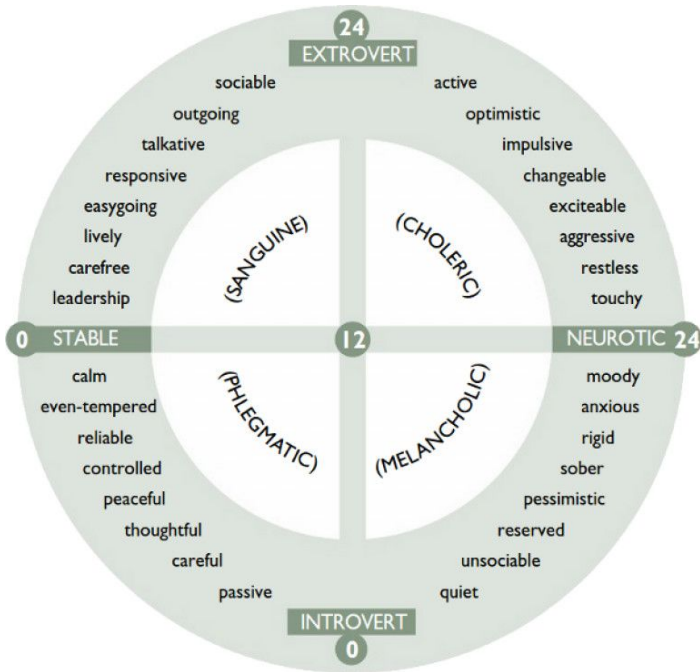 24
EXTROVERT
sociable
active
outgoing
optimistic
talkative
impulsive
responsive
changeable
easygoing
exciteable
lively
aggressive
carefree
restless
leadership
touchy
(SANGUINE)
(CHOLERIC)
0 STABLE
12
NEUROTIC 24
(PHLEGMATIC)
(MELANCHOLIC)
calm
moody
even-tempered
anxious
reliable
rigid
controlled
sober
peaceful
pessimistic
thoughtful
reserved
careful
unsociable
passive
quiet
INTROVERT
0